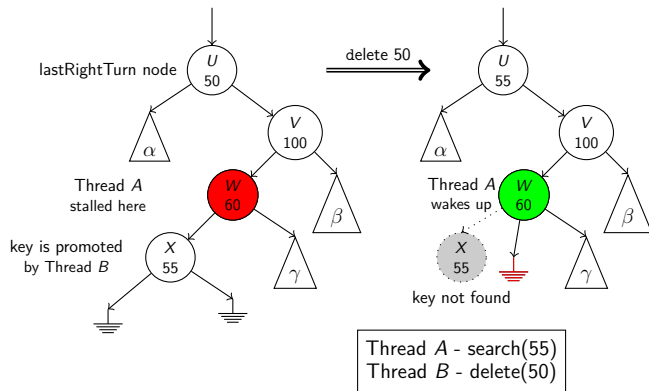 U
50
lastRightTurn node
α
V
100
Thread A
stalled here
W
60
β
key is promoted
by Thread B
X
55
γ
delete 50
U
55
α
V
100
Thread A
wakes up
W
60
β
X
55
γ
key not found
Thread A - search(55)
Thread B - delete(50)